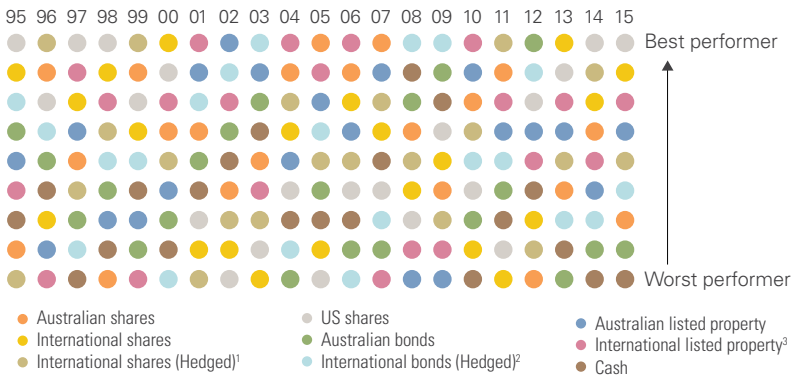 95 96 97 98 99 00 01 02 03 04 05 06 07 08 09 10 11 12 13 14 15
Best performer
Worst performer
Australian shares
International shares
International shares (Hedged)¹
US shares
Australian bonds
International bonds (Hedged)²
Australian listed property
International listed property³
Cash